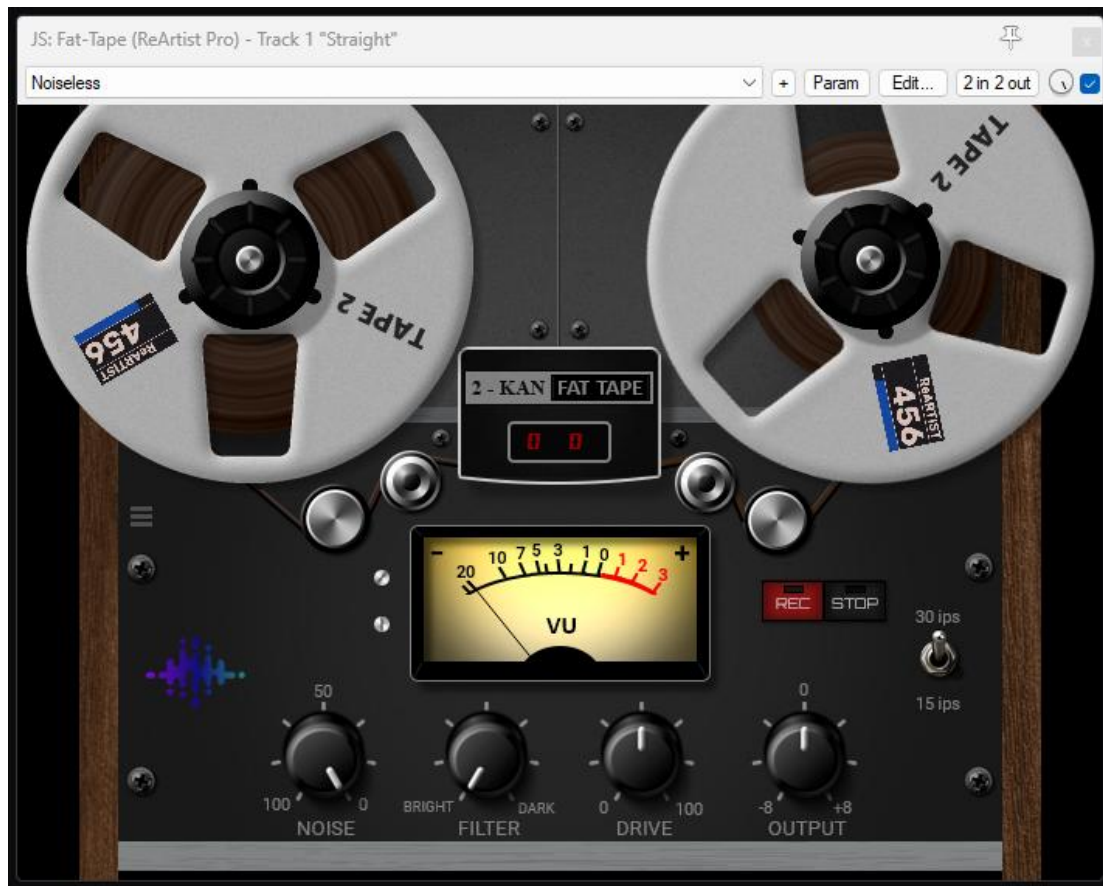 JS: Fat-Tape (ReArtist Pro) - Track 1 "Straight"
x
Noiseless
+
Param
Edit...
2 in 2 out
TAPE 2
TAPE 2
456
ReARTIST
ReARTIST
456
2 - KAN FAT TAPE
0 0
- 20 10 7 5 3 1 0 1 2 3 +
VU
REC STOP
30 ips
15 ips
50
100 0
NOISE
BRIGHT DARK
FILTER
0 100
DRIVE
0
-8 +8
OUTPUT